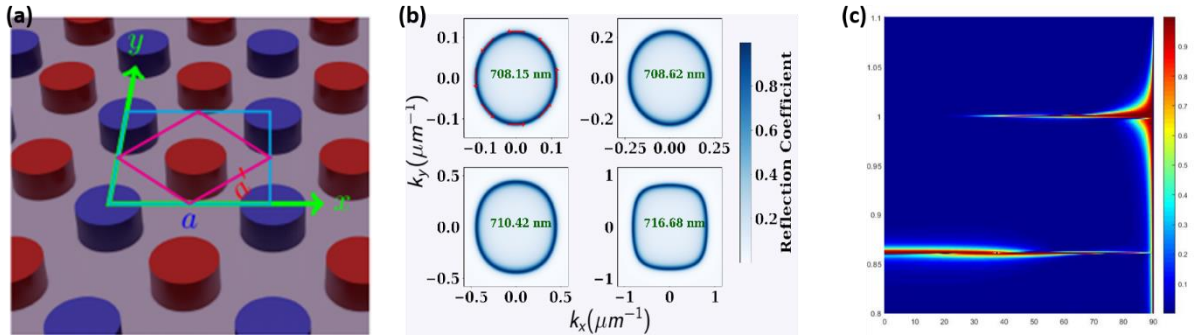 (a)
y
a'
a
x
(b)
0.1
0.0
-0.1
708.15 nm
-0.1 0.0 0.1
0.2
0.0
-0.2
708.62 nm
-0.25 0.00 0.25
0.5
0.0
-0.5
710.42 nm
-0.5 0.0 0.5
1
0
-1
716.68 nm
-1 0 1
k_y(μm⁻¹)
k_x(μm⁻¹)
0.8
0.6
0.4
0.2
Reflection Coefficient
(c)
1.1
1.05
1
0.95
0.9
0.85
0.8
0 10 20 30 40 50 60 70 80 90
0.9
0.8
0.7
0.6
0.5
0.4
0.3
0.2
0.1